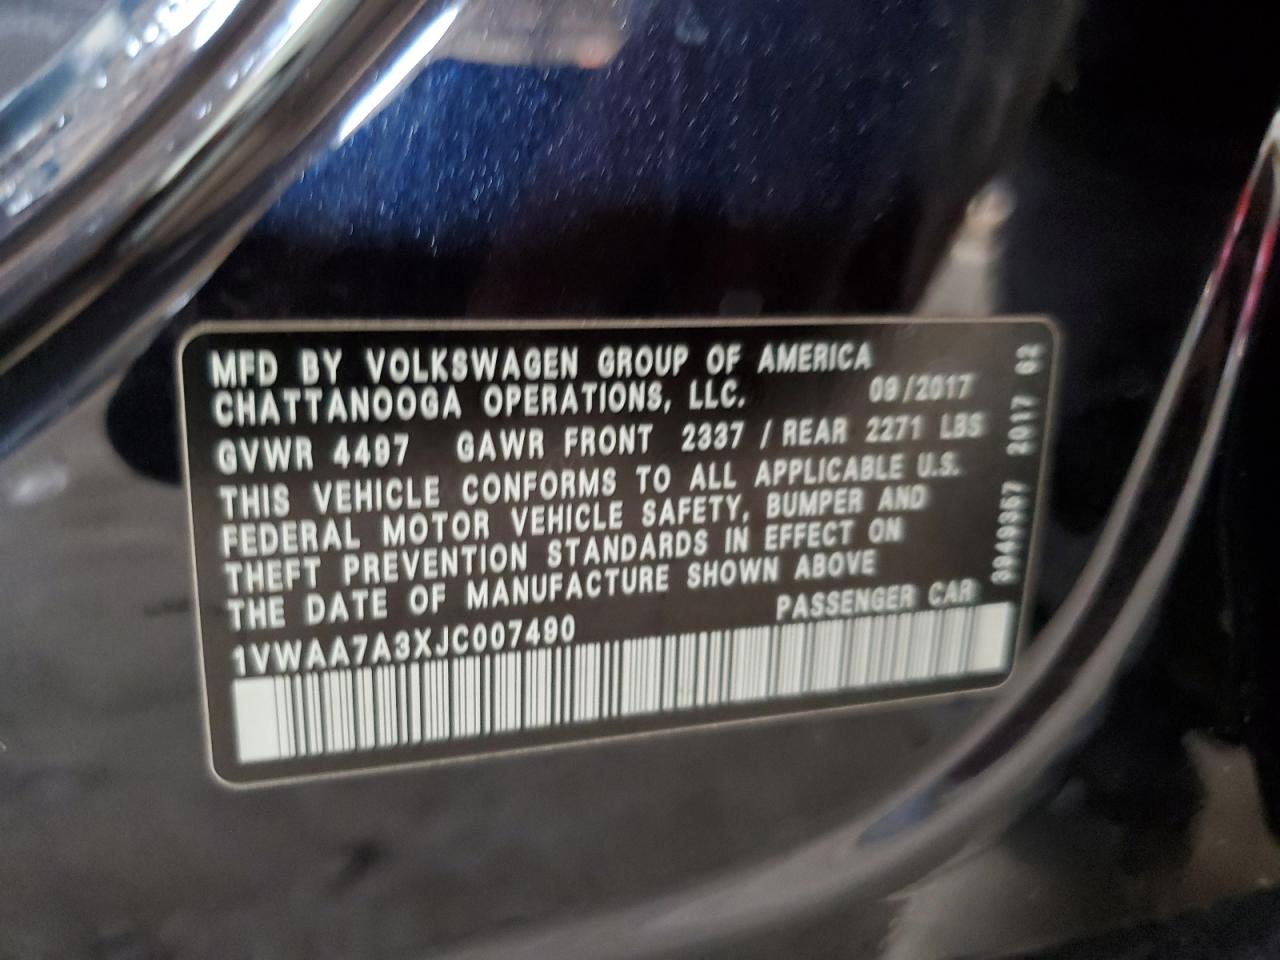 MFD BY VOLKSWAGEN GROUP OF AMERICA
CHATTANOOGA OPERATIONS, LLC. 09/2017
GVWR 4497 GAWR FRONT 2337 / REAR 2271 LBS
THIS VEHICLE CONFORMS TO ALL APPLICABLE U.S.
FEDERAL MOTOR VEHICLE SAFETY, BUMPER AND
THEFT PREVENTION STANDARDS IN EFFECT ON
THE DATE OF MANUFACTURE SHOWN ABOVE
PASSENGER CAR
1VWAA7A3XJC007490
3949367 2017 02